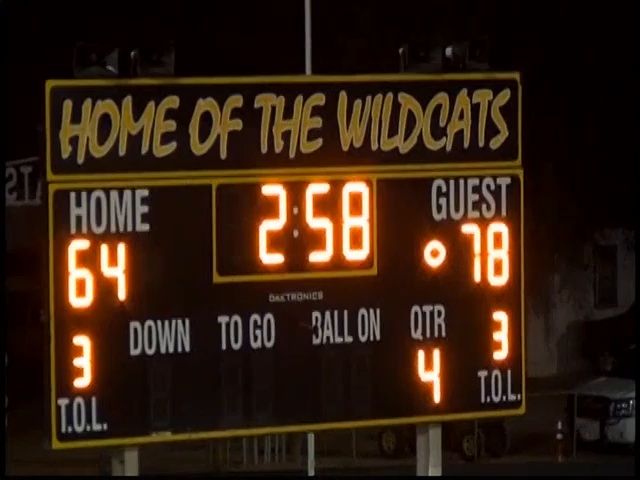 HOME OF THE WILDCATS
HOME 2:58 GUEST
64 78
DAKTRONICS
DOWN TO GO BALL ON QTR
3 4 3
T.O.L. T.O.L.